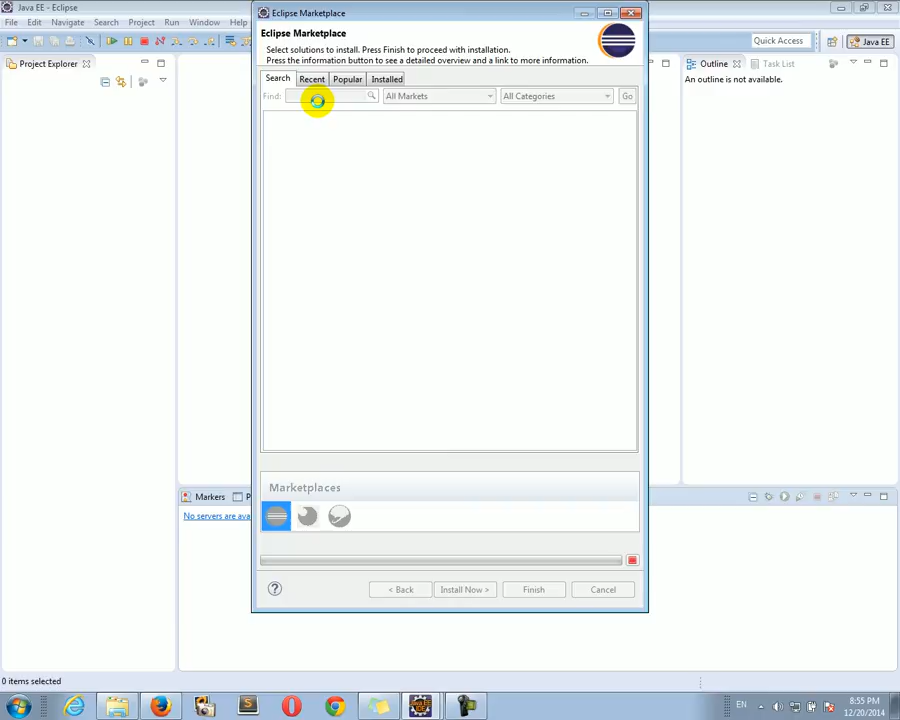 Java EE - Eclipse
File Edit Navigate Search Project Run Window Help
Quick Access
Java EE
Project Explorer
Eclipse Marketplace
Eclipse Marketplace
Select solutions to install. Press Finish to proceed with installation.
Press the information button to see a detailed overview and a link to more information.
Search Recent Popular Installed
Find:
All Markets
All Categories
Go
Marketplaces
< Back
Install Now >
Finish
Cancel
Outline
Task List
An outline is not available.
Markers
No servers are ava
0 items selected
EN
8:55 PM
12/20/2014